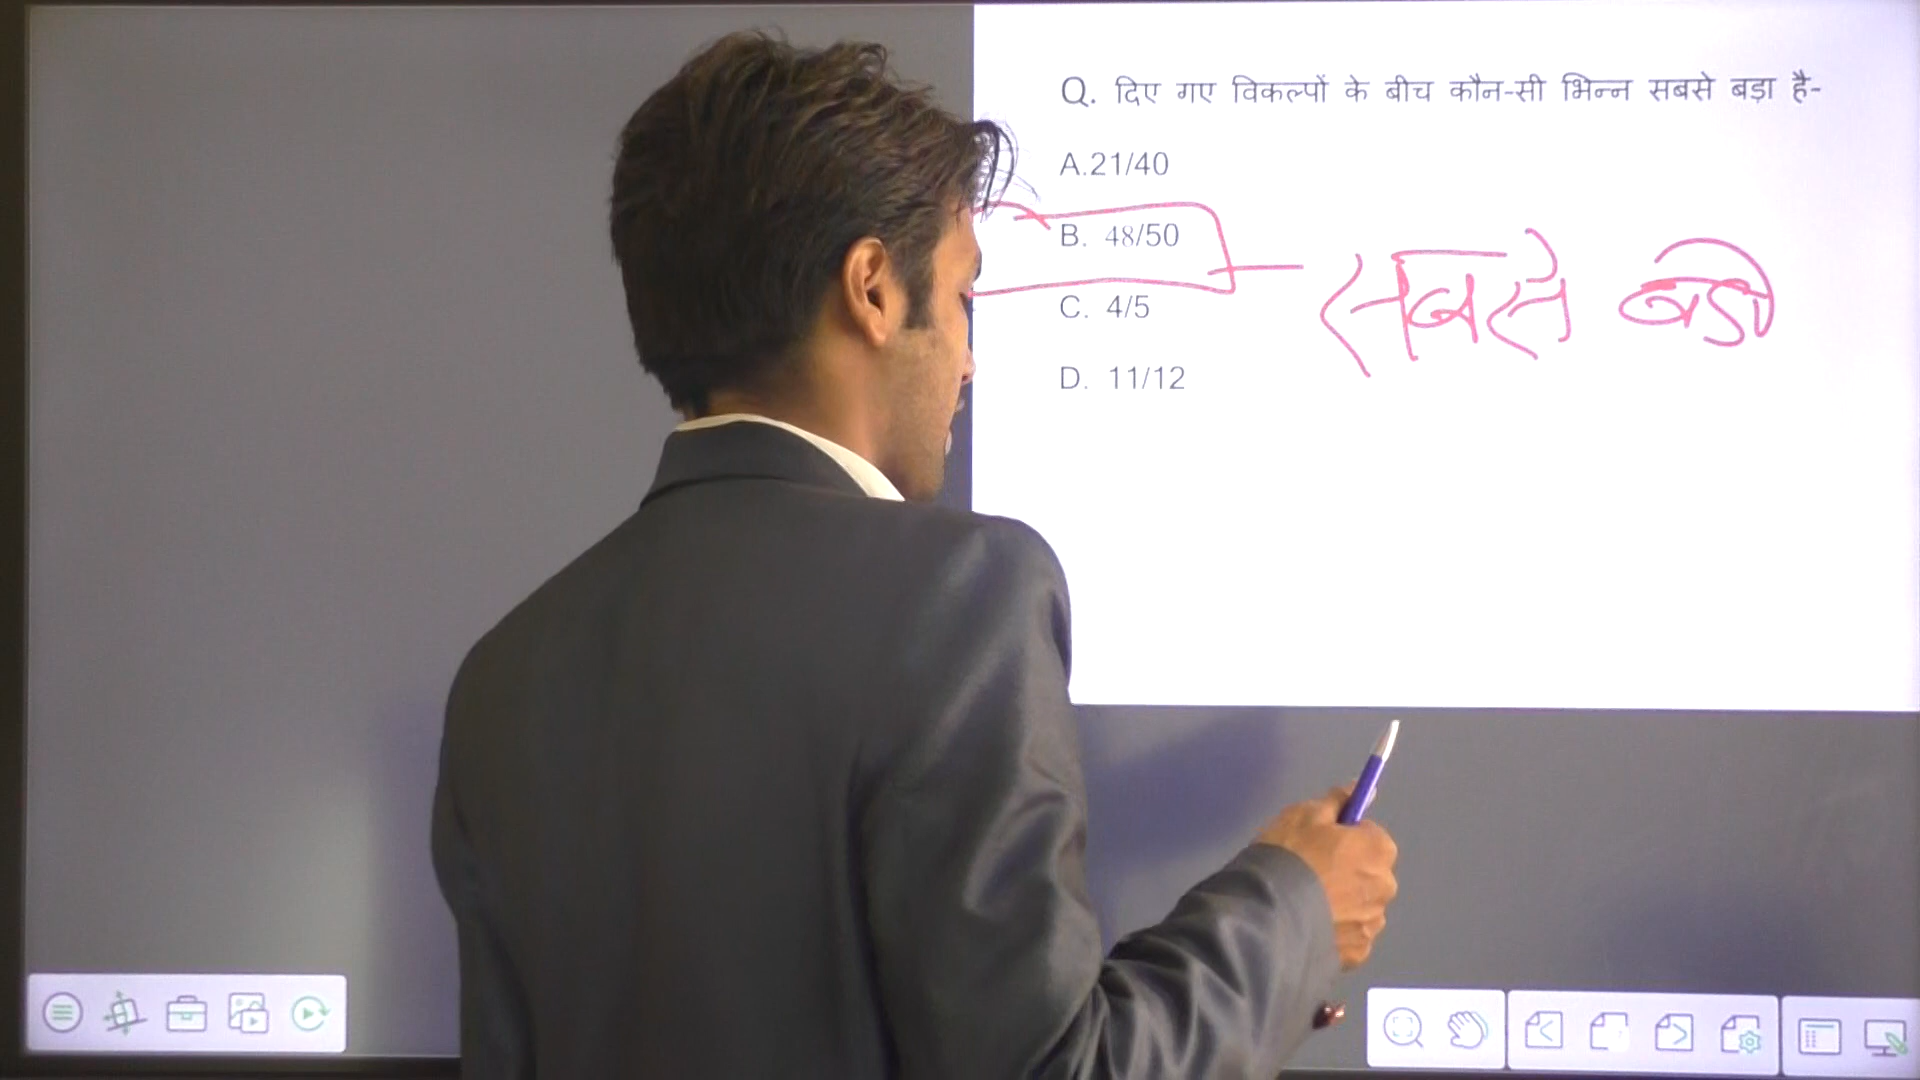 Q. दिए गए विकल्पों के बीच कौन-सी भिन्न सबसे बड़ा है-
A.21/40
B. 48/50
सबसे बडी
C. 4/5
D. 11/12